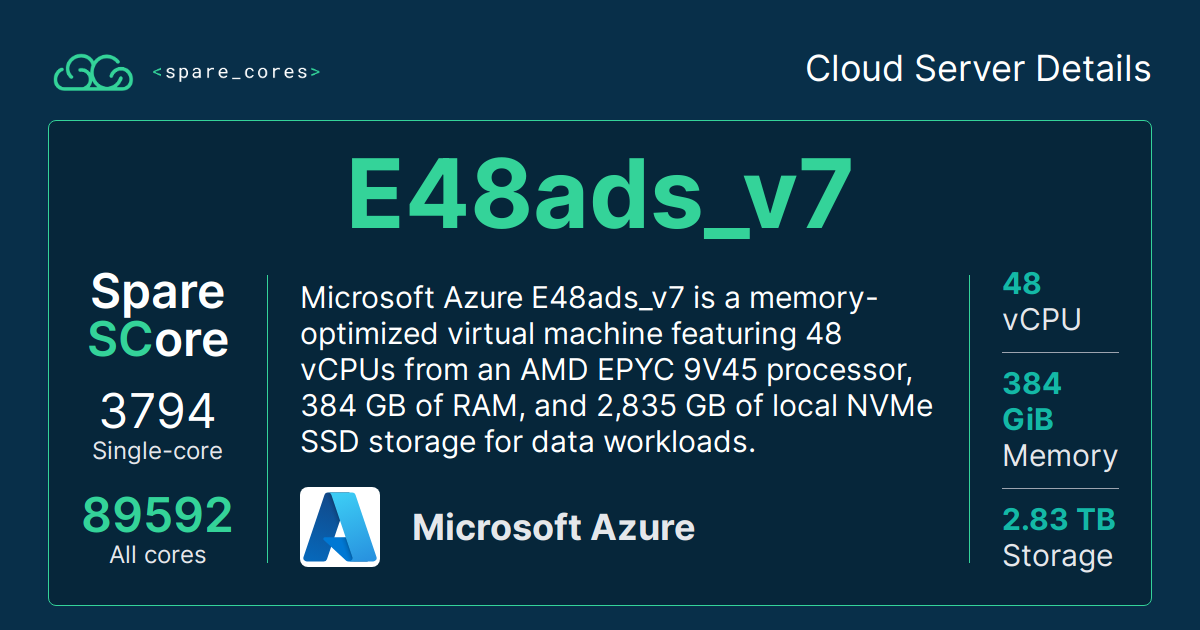 <spare_cores>
Cloud Server Details
E48ads_v7
Spare
SCore
3794
Single-core
89592
All cores
Microsoft Azure E48ads_v7 is a memory-
optimized virtual machine featuring 48
vCPUs from an AMD EPYC 9V45 processor,
384 GB of RAM, and 2,835 GB of local NVMe
SSD storage for data workloads.
Microsoft Azure
48
vCPU
384
GiB
Memory
2.83 TB
Storage